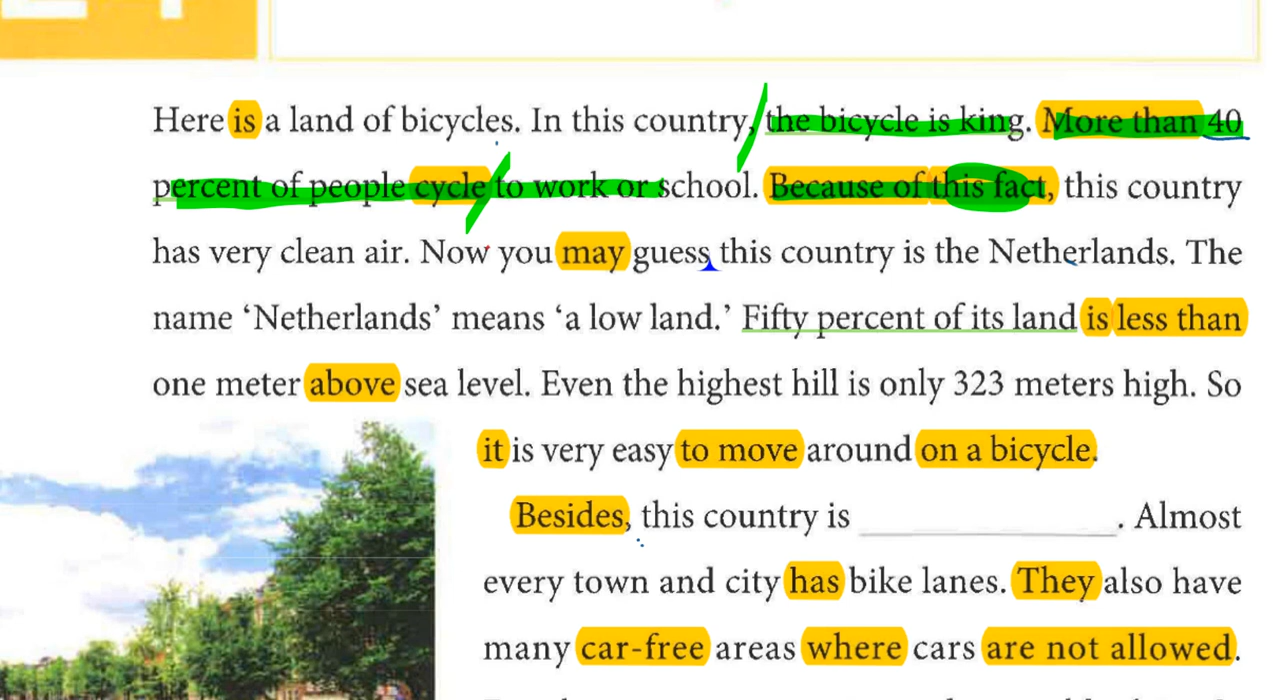 Here is a land of bicycles. In this country, the bicycle is king. More than 40
percent of people cycle to work or school. Because of this fact, this country
has very clean air. Now you may guess this country is the Netherlands. The
name ‘Netherlands’ means ‘a low land.’ Fifty percent of its land is less than
one meter above sea level. Even the highest hill is only 323 meters high. So
it is very easy to move around on a bicycle.
Besides, this country is ____________. Almost
every town and city has bike lanes. They also have
many car-free areas where cars are not allowed.